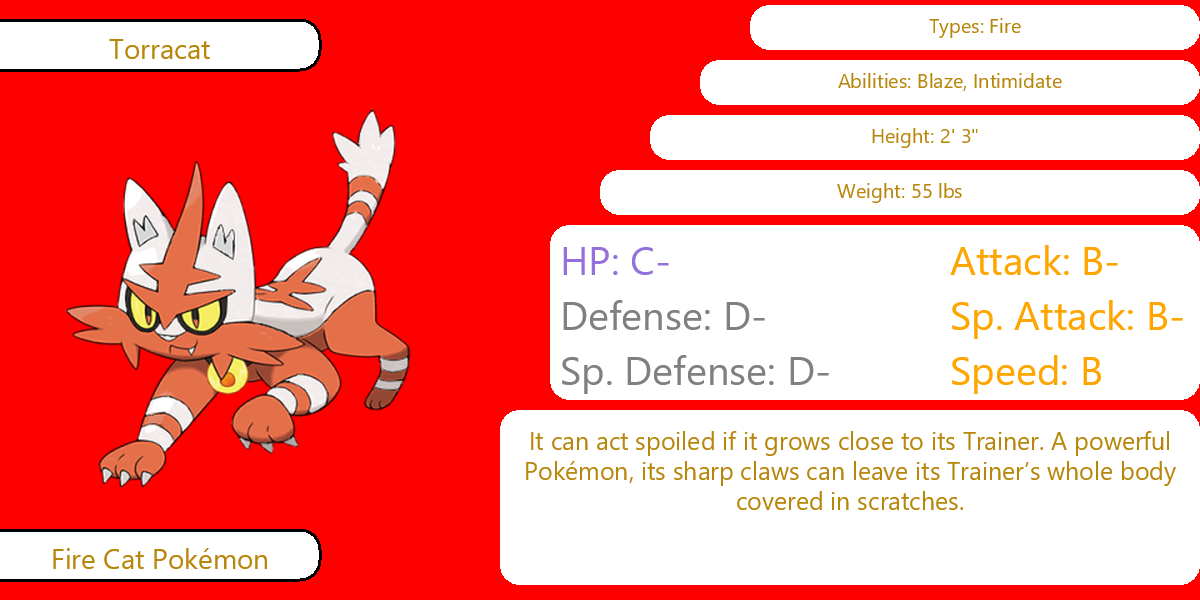 Torracat
Types: Fire
Abilities: Blaze, Intimidate
Height: 2' 3"
Weight: 55 lbs
HP: C-
Attack: B-
Defense: D-
Sp. Attack: B-
Sp. Defense: D-
Speed: B
It can act spoiled if it grows close to its Trainer. A powerful
Pokémon, its sharp claws can leave its Trainer’s whole body
covered in scratches.
Fire Cat Pokémon